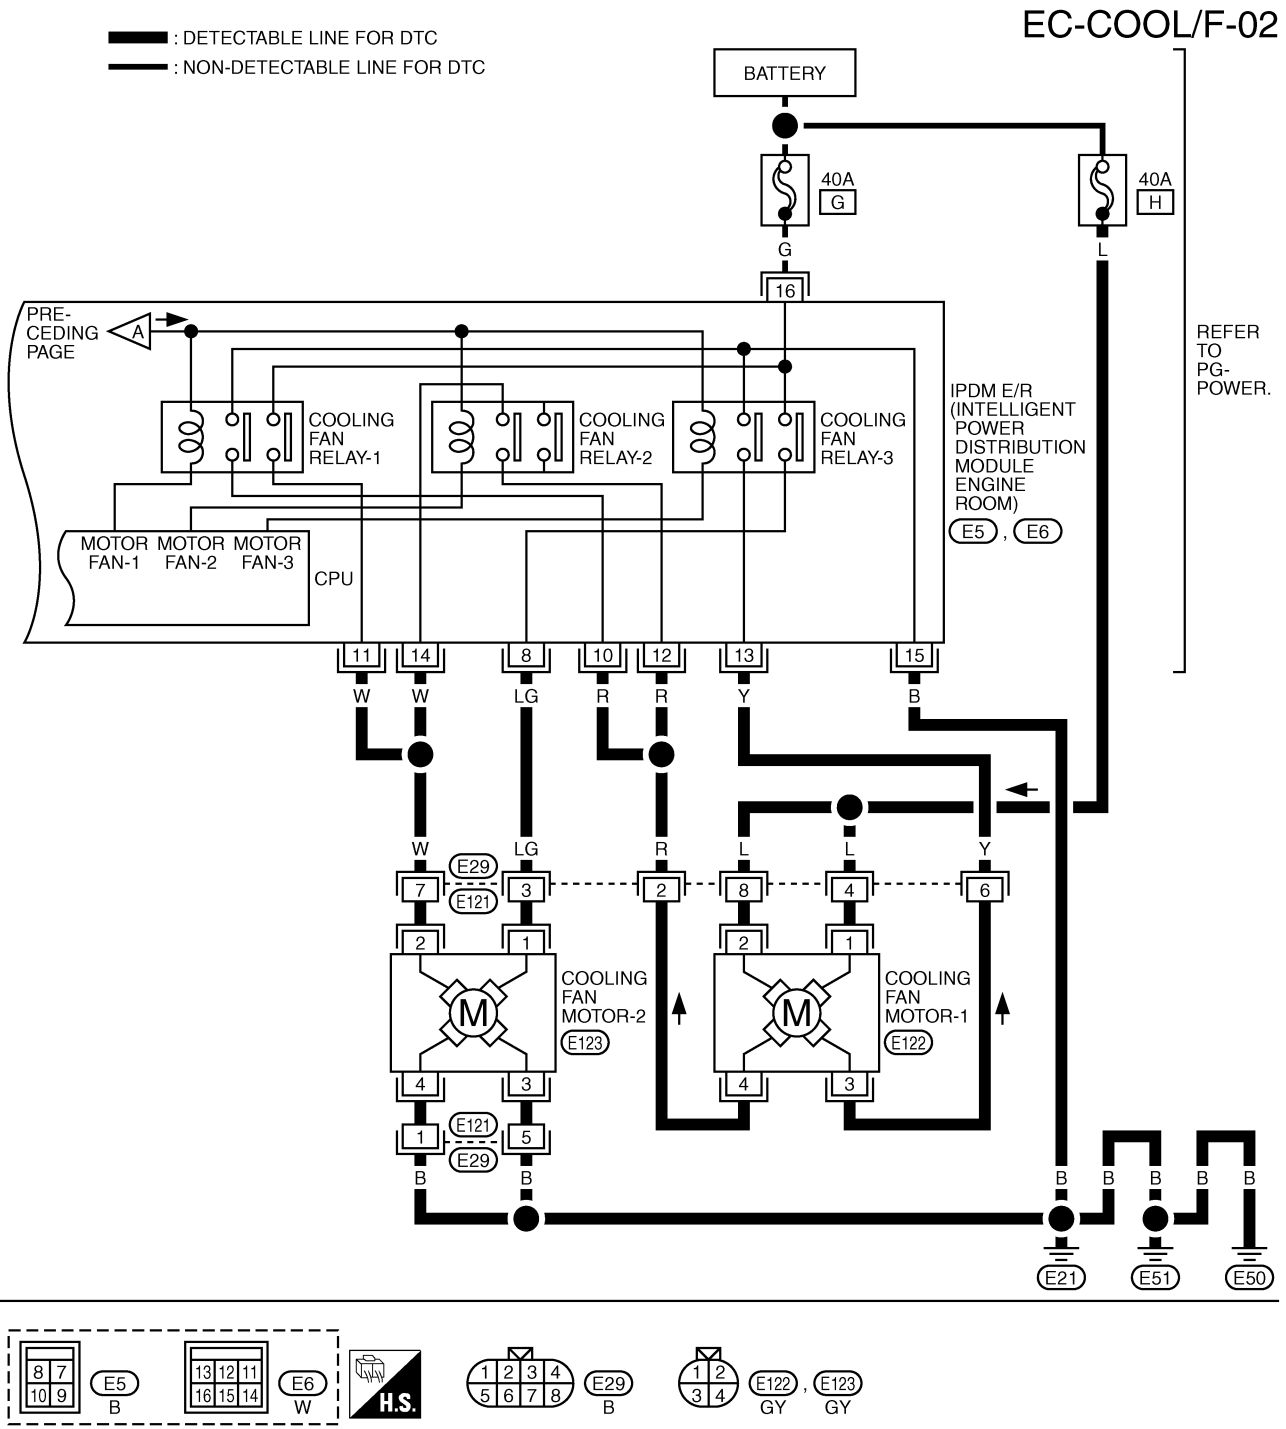 EC-COOL/F-02
: DETECTABLE LINE FOR DTC
: NON-DETECTABLE LINE FOR DTC
BATTERY
40A
G
40A
H
G
L
16
PRE-
CEDING
PAGE
A
REFER
TO
PG-
POWER.
IPDM E/R
(INTELLIGENT
POWER
DISTRIBUTION
MODULE
ENGINE
ROOM)
E5 , E6
COOLING
FAN
RELAY-1
COOLING
FAN
RELAY-2
COOLING
FAN
RELAY-3
MOTOR
FAN-1
MOTOR
FAN-2
MOTOR
FAN-3
CPU
11 14 8 10 12 13 15
W W LG R R Y B
W LG R L L Y
E29
7 3 2 8 4 6
E121
2 1 2 1
M
COOLING
FAN
MOTOR-2
E123
M
COOLING
FAN
MOTOR-1
E122
4 3 4 3
E121
1 5
E29
B B B B B B B
E21 E51 E50
8 7
10 9
E5
B
13 12 11
16 15 14
E6
W
H.S.
1 2 3 4
5 6 7 8
E29
B
1 2
3 4
E122 , E123
GY GY